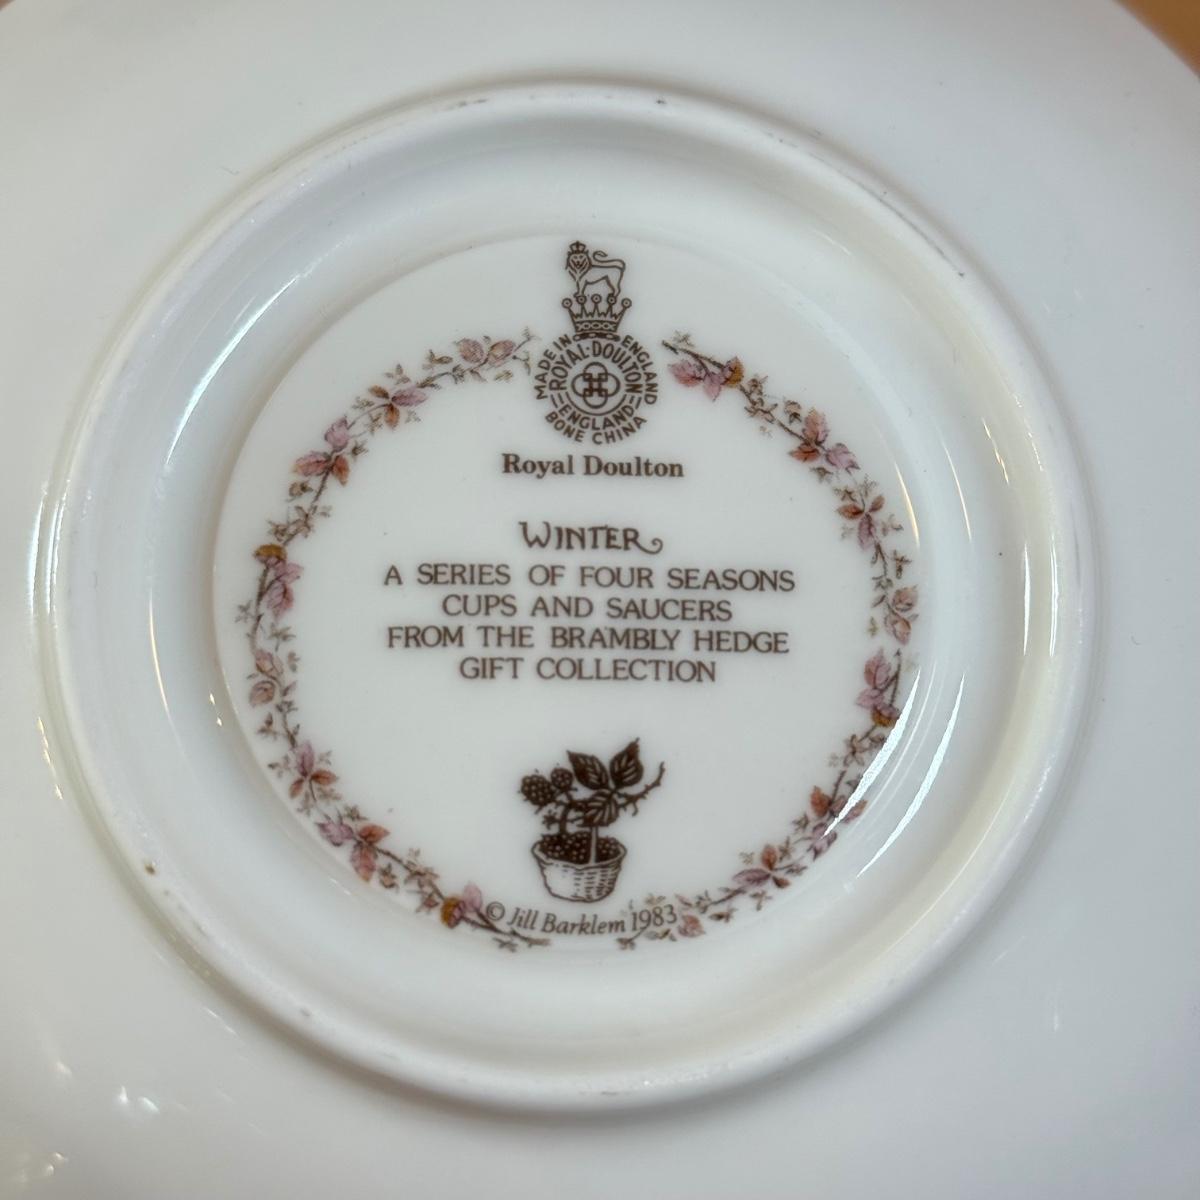 MADE IN ENGLAND
ROYAL·DOULTON
ENGLAND
BONE CHINA
Royal Doulton
WINTER
A SERIES OF FOUR SEASONS
CUPS AND SAUCERS
FROM THE BRAMBLY HEDGE
GIFT COLLECTION
© Jill Barklem 1983